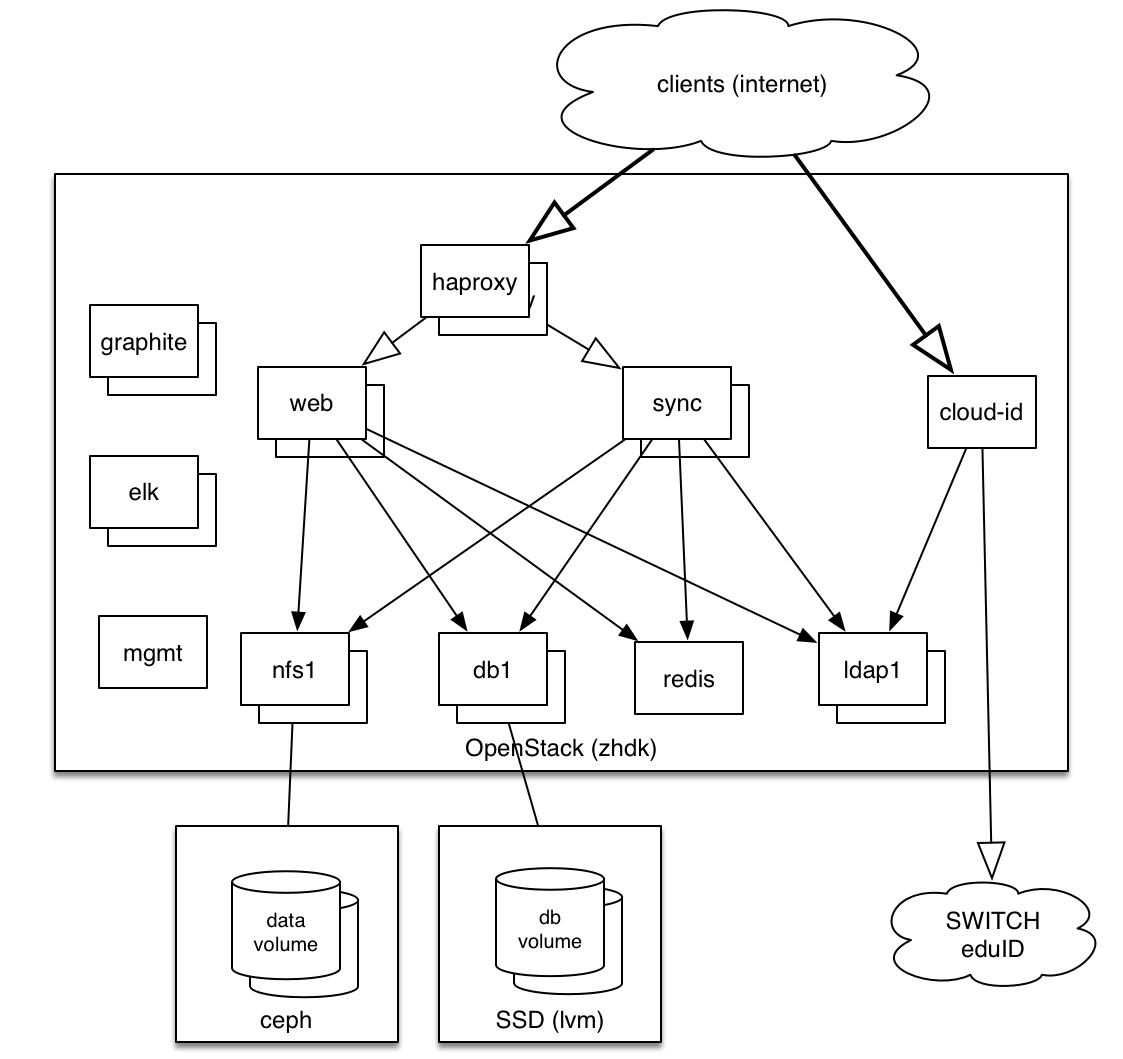 clients (internet)
haproxy
graphite
web
sync
cloud-id
elk
mgmt
nfs1
db1
redis
ldap1
OpenStack (zhdk)
data
volume
db
volume
SWITCH
eduID
ceph
SSD (lvm)